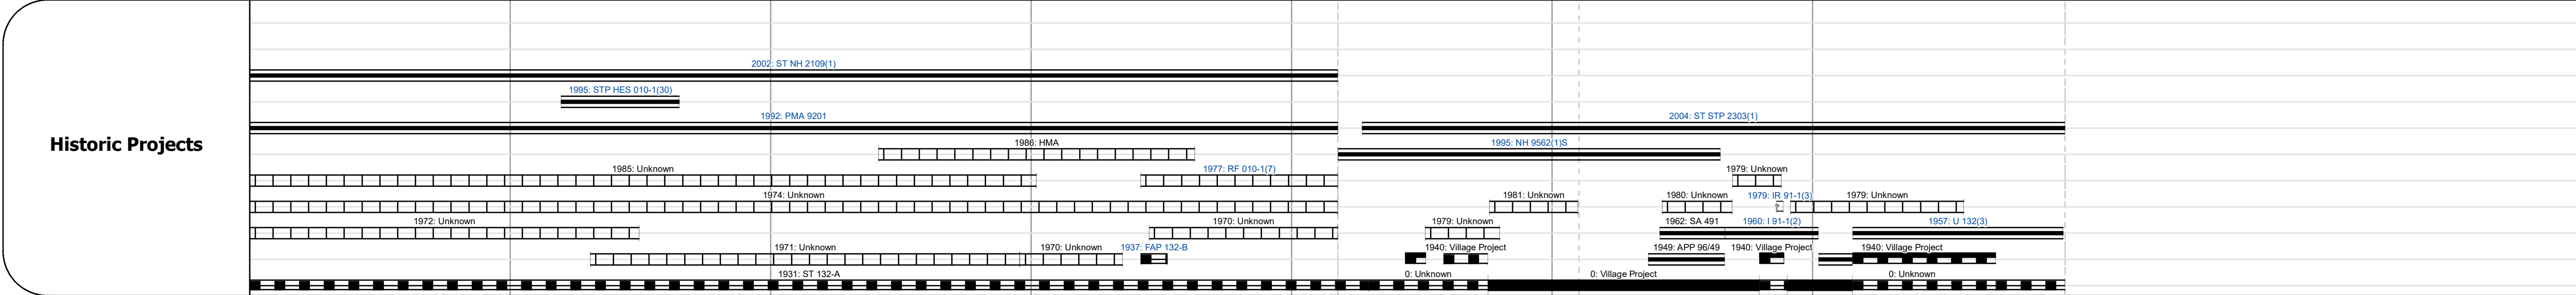 Historic Projects
2002: ST NH 2109(1)
1995: STP HES 010-1(30)
1992: PMA 9201
2004: ST STP 2303(1)
1986: HMA
1995: NH 9562(1)S
1985: Unknown
1977: RF 010-1(7)
1979: Unknown
1974: Unknown
1981: Unknown
1980: Unknown
1979: IR 91-1(3)
1979: Unknown
1972: Unknown
1970: Unknown
1979: Unknown
1962: SA 491
1960: I 91-1(2)
1957: U 132(3)
1971: Unknown
1970: Unknown
1937: FAP 132-B
1940: Village Project
1949: APP 96/49
1940: Village Project
1940: Village Project
1931: ST 132-A
0: Unknown
0: Village Project
0: Unknown